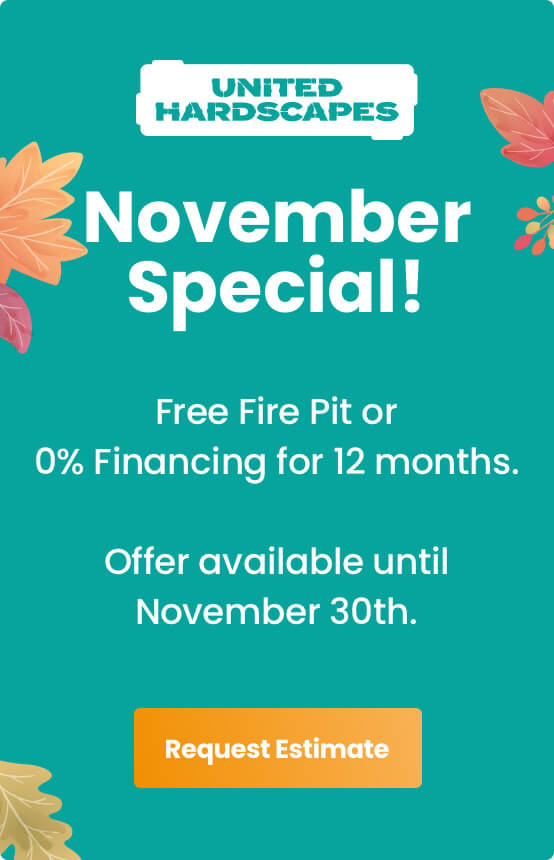 UNITED
HARDSCAPES
November
Special!
Free Fire Pit or
0% Financing for 12 months.
Offer available until
November 30th.
Request Estimate